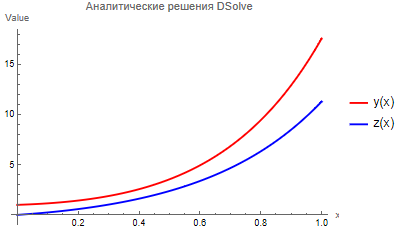 Аналитические решения DSolve
Value
15
10
5
0.2 0.4 0.6 0.8 1.0
x
y(x)
z(x)